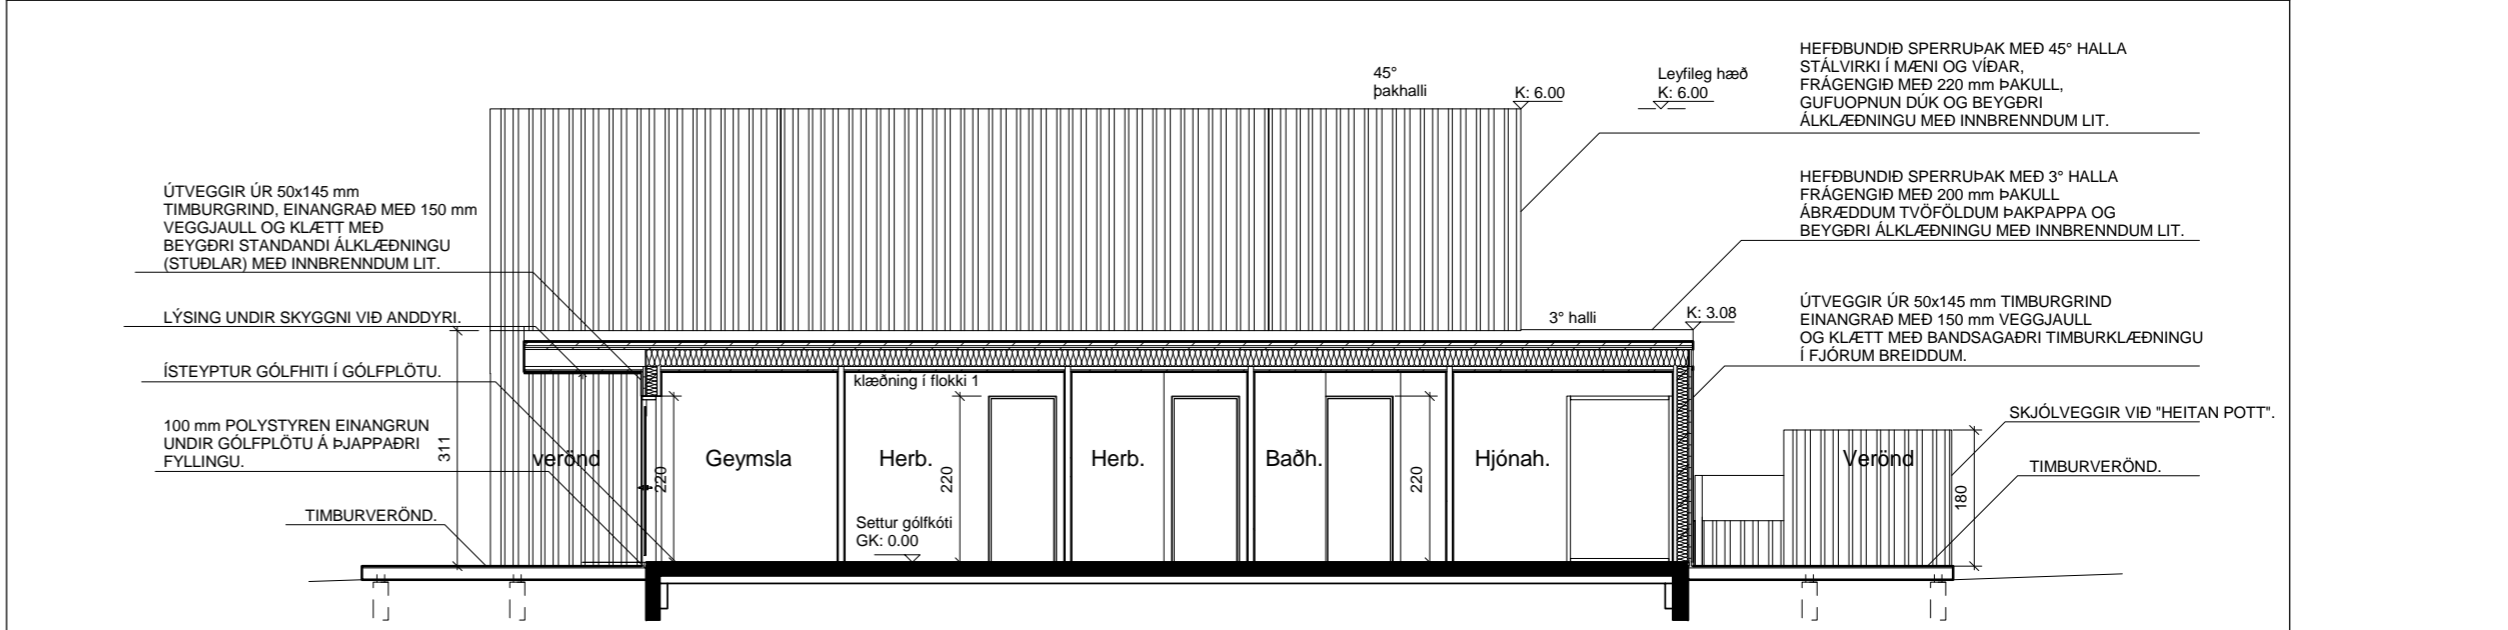 HEFÐBUNDIÐ SPERRUÞAK MEÐ 45° HALLA
STÁLVIRKI Í MÆNI OG VÍÐAR,
FRÁGENGIÐ MEÐ 220 mm ÞAKULL,
GUFUOPNUN DÚK OG BEYGÐRI
ÁLKLÆÐNINGU MEÐ INNBRENNDUM LIT.
45°
þakhalli
K: 6.00
Leyfileg hæð
K: 6.00
HEFÐBUNDIÐ SPERRUÞAK MEÐ 3° HALLA
FRÁGENGIÐ MEÐ 200 mm ÞAKULL
ÁBRÆDDUM TVÖFÖLDUM ÞAKPAPPA OG
BEYGÐRI ÁLKLÆÐNINGU MEÐ INNBRENNDUM LIT.
ÚTVEGGIR ÚR 50x145 mm
TIMBURGRIND, EINANGRAÐ MEÐ 150 mm
VEGGJAULL OG KLÆTT MEÐ
BEYGÐRI STANDANDI ÁLKLÆÐNINGU
(STUÐLAR) MEÐ INNBRENNDUM LIT.
LÝSING UNDIR SKYGGNI VIÐ ANDDYRI.
ÍSTEYPTUR GÓLFHITI Í GÓLFPLÖTU.
100 mm POLYSTYREN EINANGRUN
UNDIR GÓLFPLÖTU Á ÞJAPPAÐRI
FYLLINGU.
TIMBURVERÖND.
311
3° halli
K: 3.08
ÚTVEGGIR ÚR 50x145 mm TIMBURGRIND
EINANGRAÐ MEÐ 150 mm VEGGJAULL
OG KLÆTT MEÐ BANDSAGAÐRI TIMBURKLÆÐNINGU
Í FJÓRUM BREIDDUM.
SKJÓLVEGGIR VIÐ "HEITAN POTT".
TIMBURVERÖND.
klæðning í flokki 1
verönd
220
Geymsla
Herb.
220
Herb.
Baðh.
220
Hjónah.
Verönd
180
Settur gólfkóti
GK: 0.00